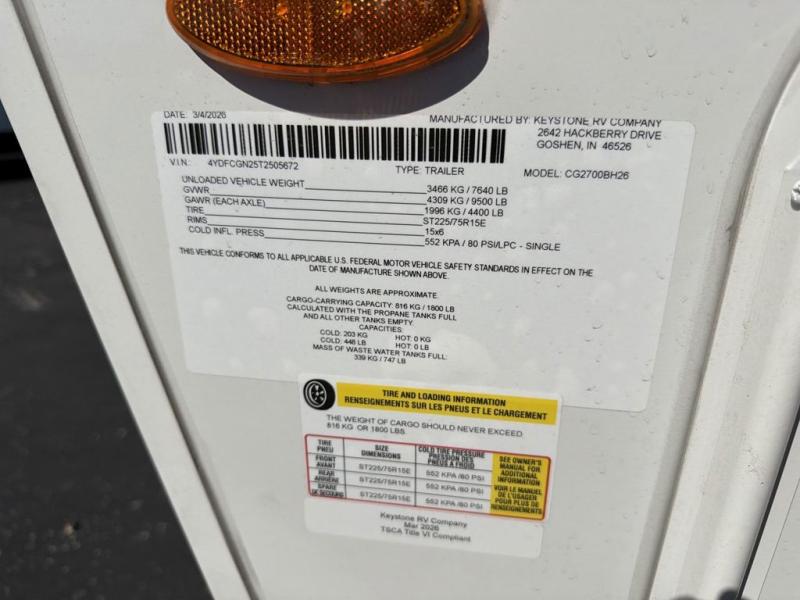 DATE: 3/4/2026
MANUFACTURED BY: KEYSTONE RV COMPANY
2642 HACKBERRY DRIVE
GOSHEN, IN 46526
V.I.N.: 4YDFCGN25T2505672
TYPE: TRAILER
MODEL: CG2700BH26
UNLOADED VEHICLE WEIGHT 3466 KG / 7640 LB
GVWR 4309 KG / 9500 LB
GAWR (EACH AXLE) 1996 KG / 4400 LB
TIRE ST225/75R15E
RIMS 15x6
COLD INFL. PRESS 552 KPA / 80 PSI/LPC - SINGLE
THIS VEHICLE CONFORMS TO ALL APPLICABLE U.S. FEDERAL MOTOR VEHICLE SAFETY STANDARDS IN EFFECT ON THE
DATE OF MANUFACTURE SHOWN ABOVE.
ALL WEIGHTS ARE APPROXIMATE.
CARGO-CARRYING CAPACITY: 816 KG / 1800 LB
CALCULATED WITH THE PROPANE TANKS FULL
AND ALL OTHER TANKS EMPTY.
CAPACITIES:
COLD: 203 KG HOT: 0 KG
COLD: 448 LB HOT: 0 LB
MASS OF WASTE WATER TANKS FULL:
339 KG / 747 LB
TIRE AND LOADING INFORMATION
RENSEIGNEMENTS SUR LES PNEUS ET LE CHARGEMENT
THE WEIGHT OF CARGO SHOULD NEVER EXCEED
816 KG OR 1800 LBS
TIRE
PNEU
SIZE
DIMENSIONS
COLD TIRE PRESSURE
PRESSION DES
PNEUS A FROID
FRONT
AVANT
ST225/75R15E
552 KPA /80 PSI
REAR
ARRIÈRE
ST225/75R15E
552 KPA /80 PSI
SPARE
DE SECOURS
ST225/75R15E
552 KPA /80 PSI
SEE OWNER'S
MANUAL FOR
ADDITIONAL
INFORMATION
VOIR LE MANUEL
DE L'USAGER
POUR PLUS DE
RENSEIGNEMENTS
Keystone RV Company
Mar 2026
TSCA Title VI Compliant